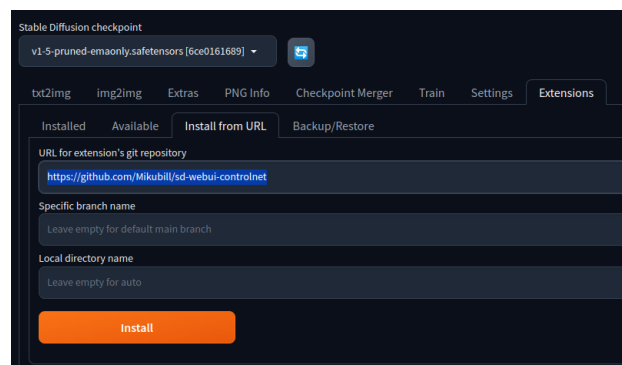 Stable Diffusion checkpoint
v1-5-pruned-emaonly.safetensors [6ce0161689]
txt2img img2img Extras PNG Info Checkpoint Merger Train Settings Extensions
Installed Available Install from URL Backup/Restore
URL for extension's git repository
https://github.com/Mikubill/sd-webui-controlnet
Specific branch name
Leave empty for default main branch
Local directory name
Leave empty for auto
Install